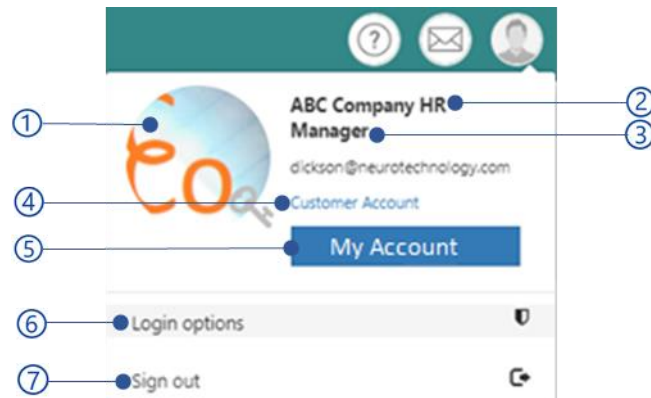 ?
① ABC Company HR ②
Manager ③
dickson@neurotechnology.com
④ Customer Account
⑤ My Account
⑥ Login options
⑦ Sign out